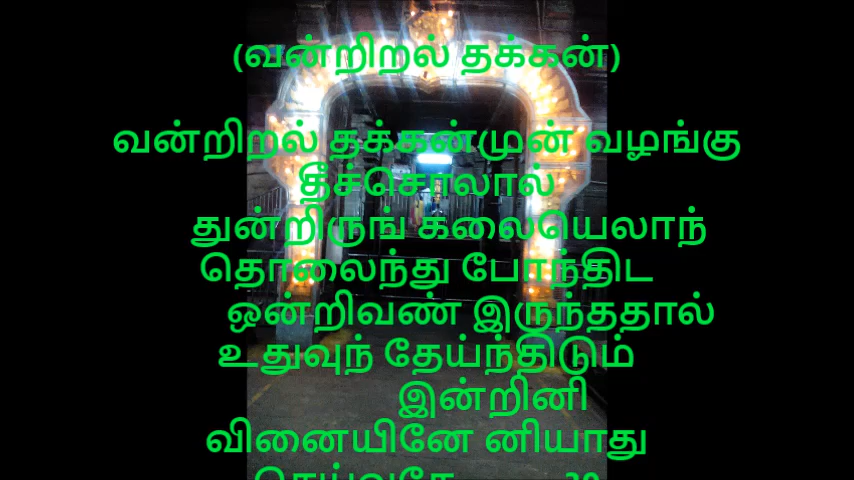 (வன்றிறல் தக்கன்)
வன்றிறல் தக்கன்முன் வழங்கு
தீச்சொலால்
துன்றிருங் கலையெலாந்
தொலைந்து போந்திட
ஒன்றிவண் இருந்ததால்
உதுவுந் தேய்ந்திடும்
இன்றினி
வினையினே னியாது